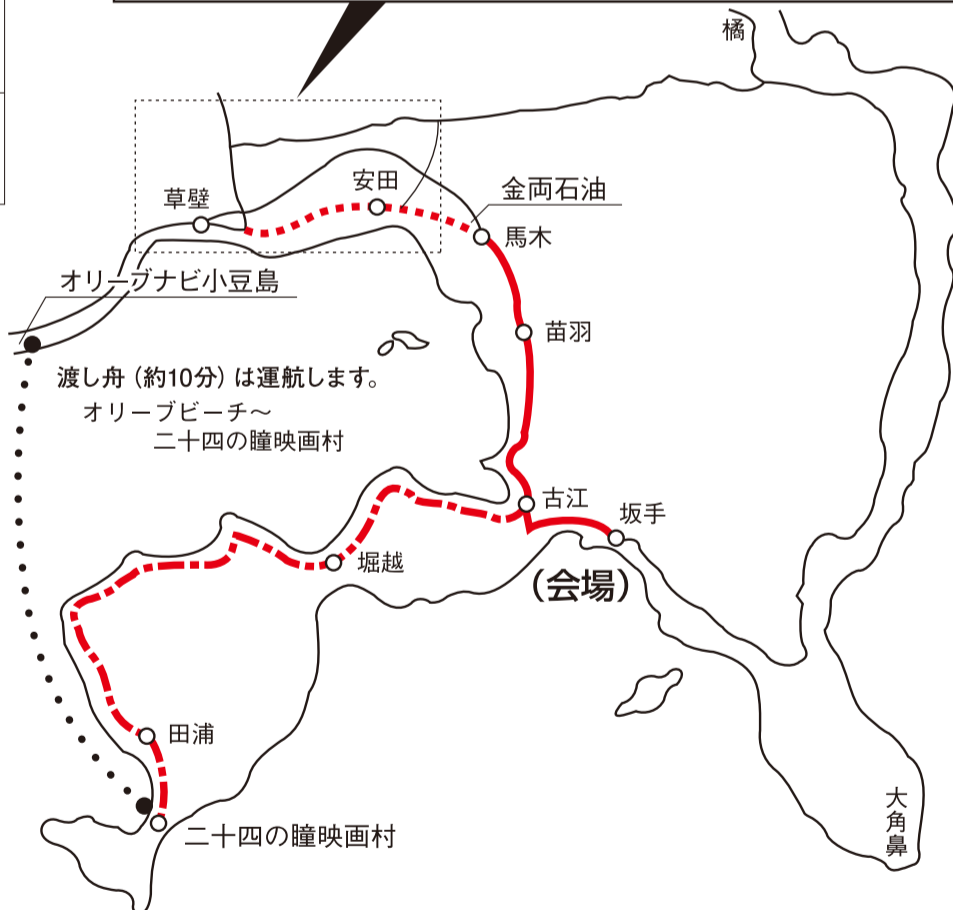 橘
安田
草壁
金両石油
馬木
オリーブナビ小豆島
苗羽
渡し舟（約10分）は運航します。
オリーブビーチ～
二十四の瞳映画村
古江
坂手
堀越
（会場）
田浦
大角鼻
二十四の瞳映画村